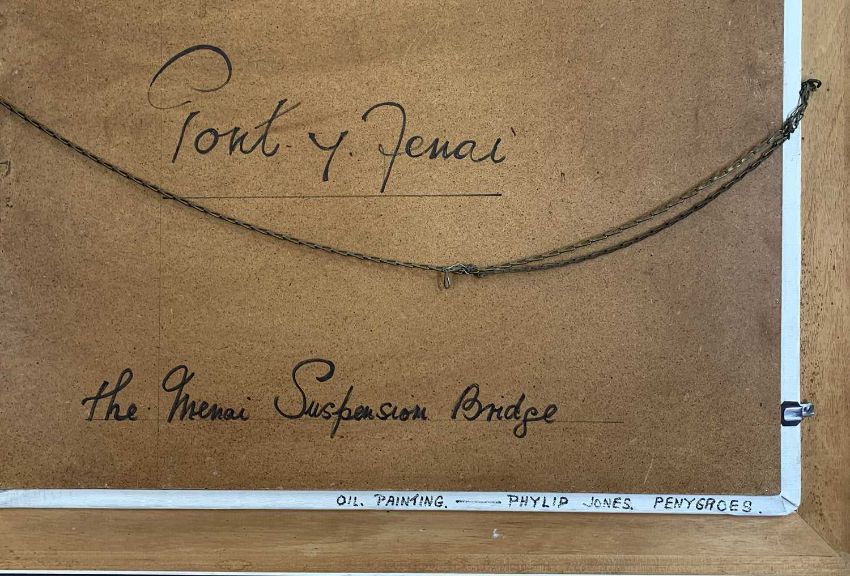 Pont y Fenai
the Menai Suspension Bridge
OIL. PAINTING. — PHYLIP JONES. PENYGROES.